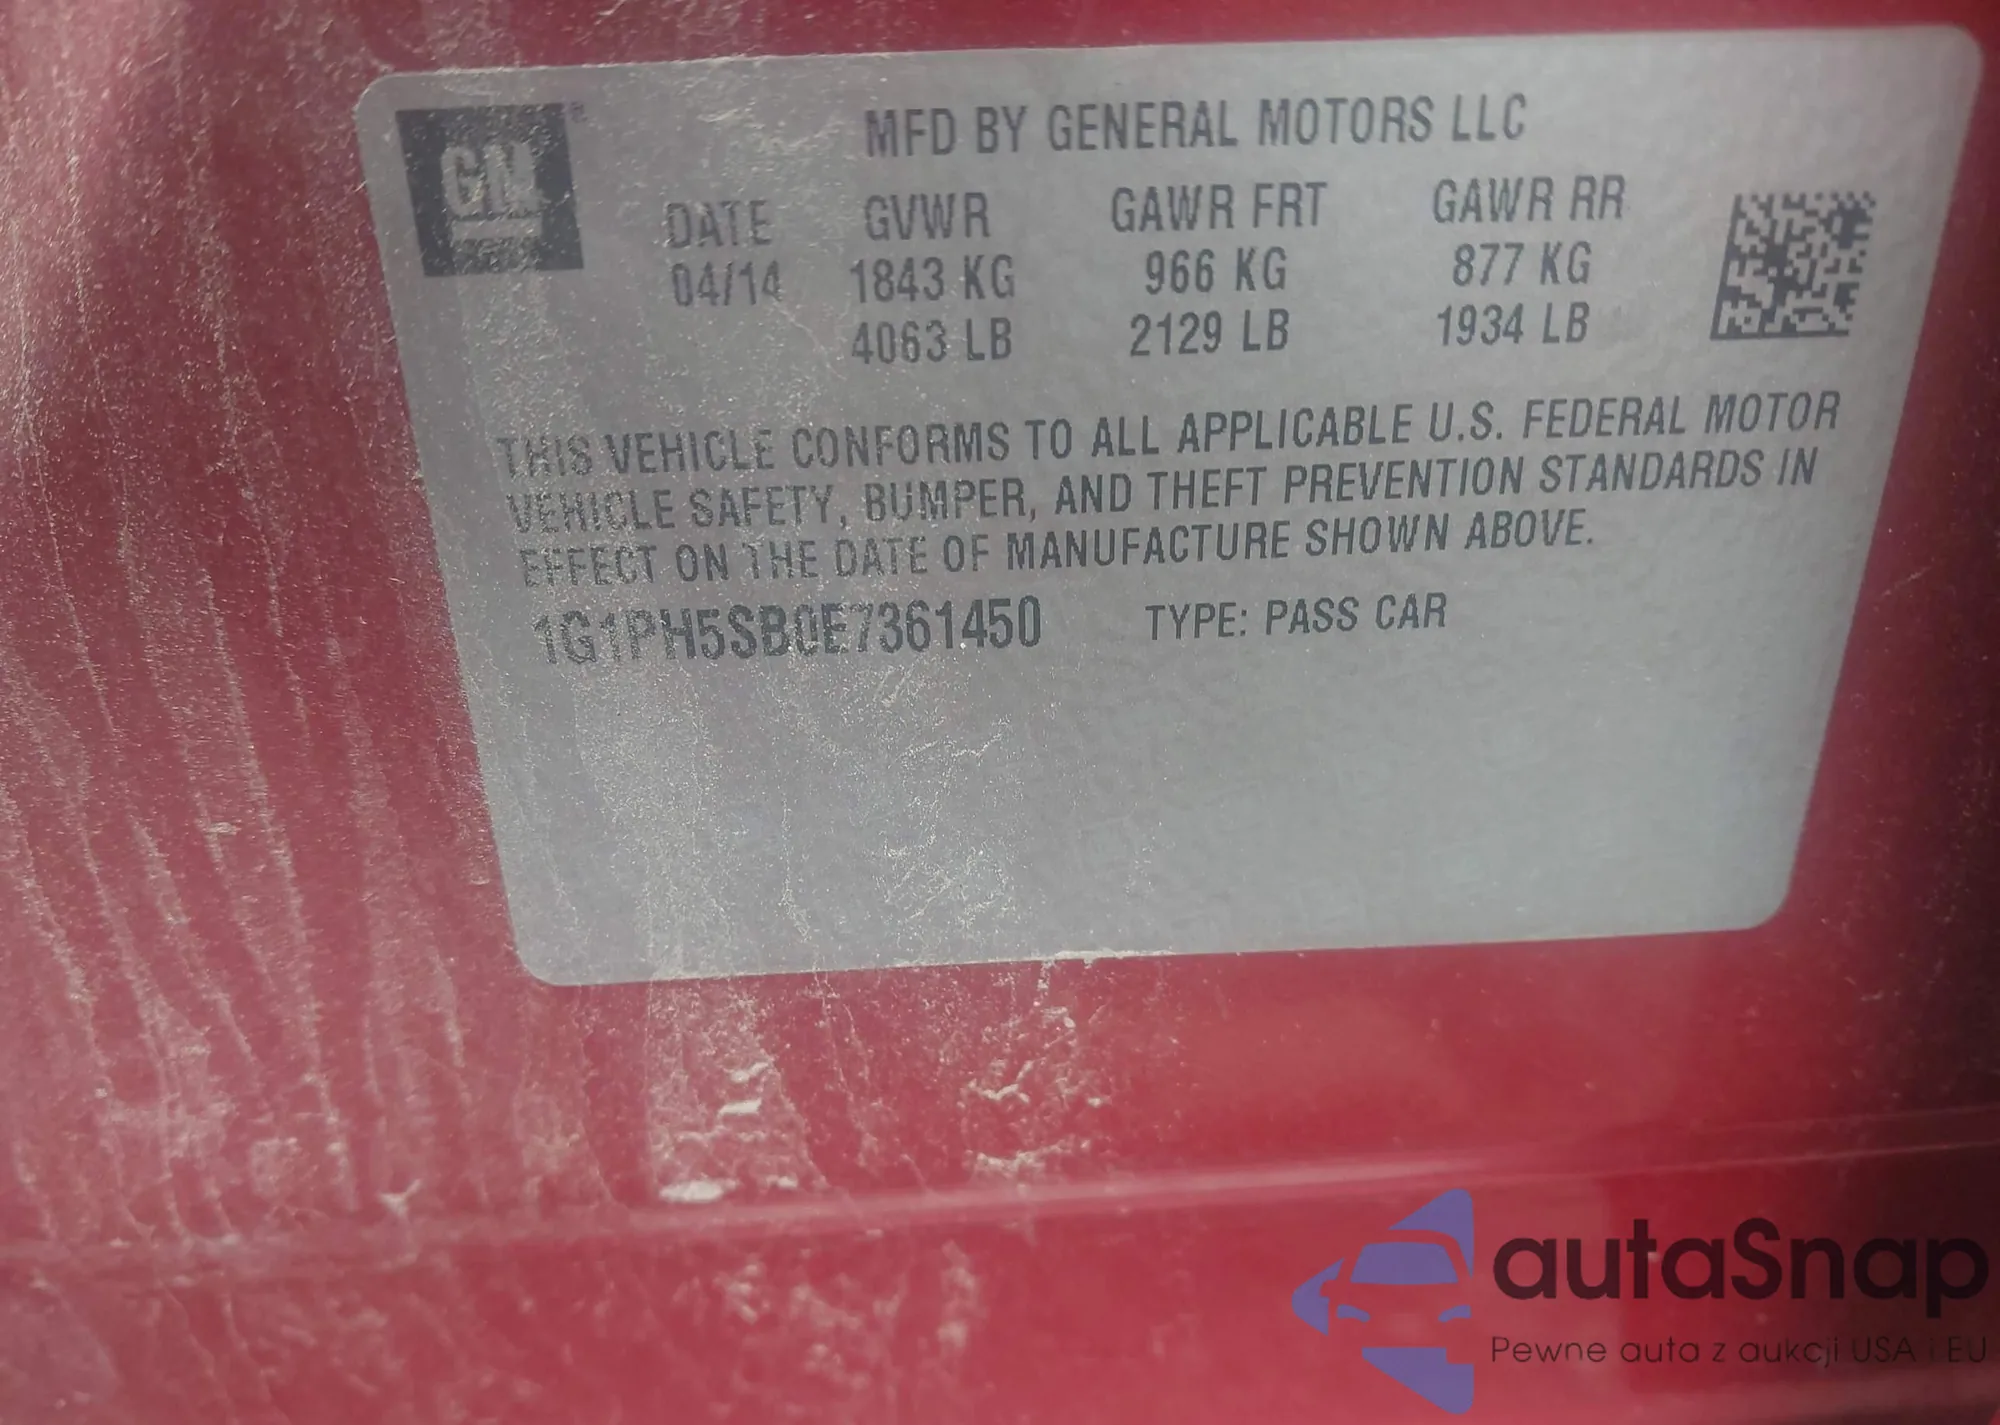 GM ®
MFD BY GENERAL MOTORS LLC
DATE GVWR GAWR FRT GAWR RR
04/14 1843 KG 966 KG 877 KG
4063 LB 2129 LB 1934 LB
THIS VEHICLE CONFORMS TO ALL APPLICABLE U.S. FEDERAL MOTOR
VEHICLE SAFETY, BUMPER, AND THEFT PREVENTION STANDARDS IN
EFFECT ON THE DATE OF MANUFACTURE SHOWN ABOVE.
1G1PH5SB0E7361450 TYPE: PASS CAR
autaSnap
Pewne auta z aukcji USA i EU